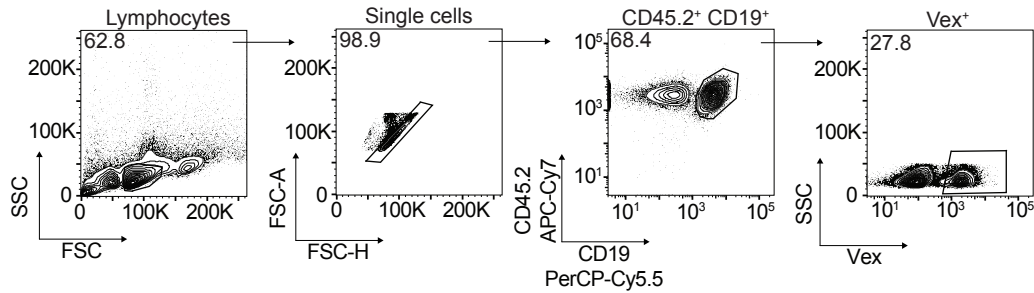 Lymphocytes
62.8
200K
100K
0
0
100K
200K
SSC
FSC
Single cells
98.9
200K
100K
0
0
100K
200K
FSC-A
FSC-H
CD45.2⁺ CD19⁺
68.4
10⁵
10³
10¹
10¹
10³
10⁵
CD45.2
APC-Cy7
CD19
PerCP-Cy5.5
Vex⁺
27.8
200K
100K
0
10¹
10³
10⁵
SSC
Vex